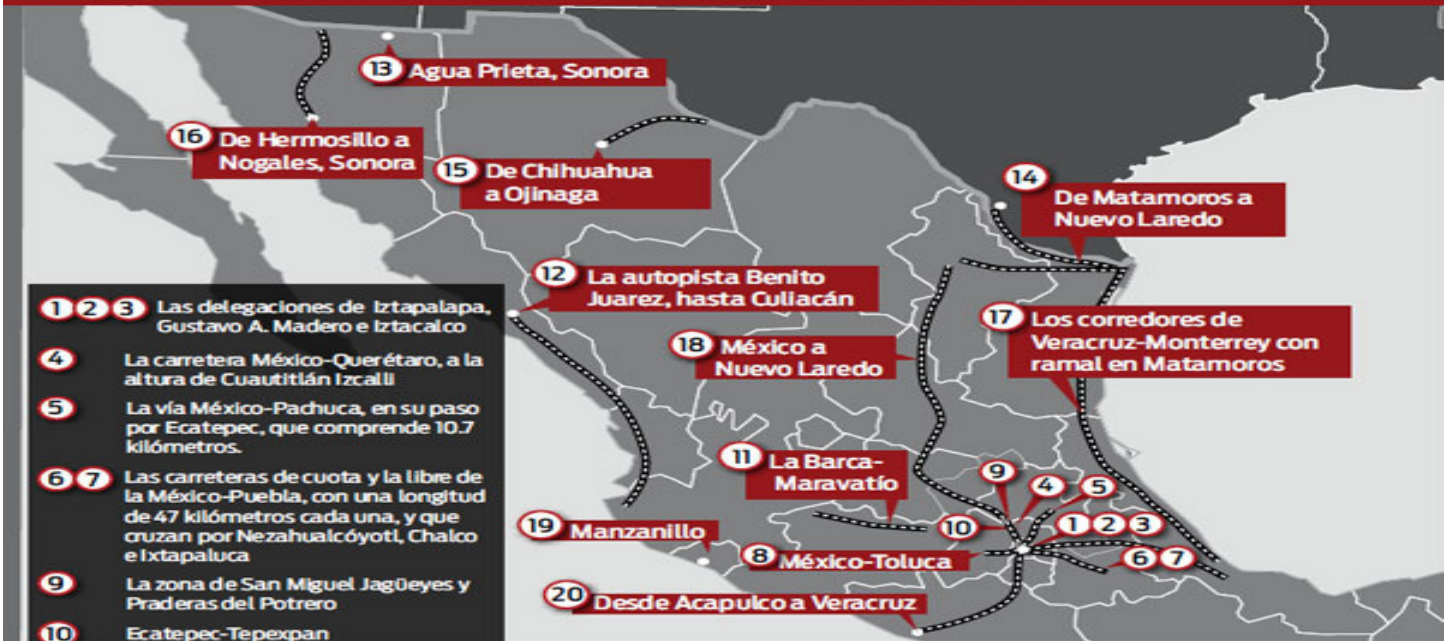 13 Agua Prieta, Sonora
16 De Hermosillo a
Nogales, Sonora
15 De Chihuahua
a Ojinaga
14 De Matamoros a
Nuevo Laredo
12 La autopista Benito
Juarez, hasta Culiacán
17 Los corredores de
Veracruz-Monterrey con
ramal en Matamoros
18 México a
Nuevo Laredo
11 La Barca-
Maravatío
9 4 5
10 1 2 3
6 7
19 Manzanillo
8 México-Toluca
20 Desde Acapulco a Veracruz
1 2 3 Las delegaciones de Iztapalapa,
Gustavo A. Madero e Iztacalco
4 La carretera México-Querétaro, a la
altura de Cuautitlán Izcalli
5 La vía México-Pachuca, en su paso
por Ecatepec, que comprende 10.7
kilómetros.
6 7 Las carreteras de cuota y la libre de
la México-Puebla, con una longitud
de 47 kilómetros cada una, y que
cruzan por Nezahualcóyotl, Chalco
e Ixtapaluca
9 La zona de San Miguel Jagüeyes y
Praderas del Potrero
10 Ecatepec-Tepexpan